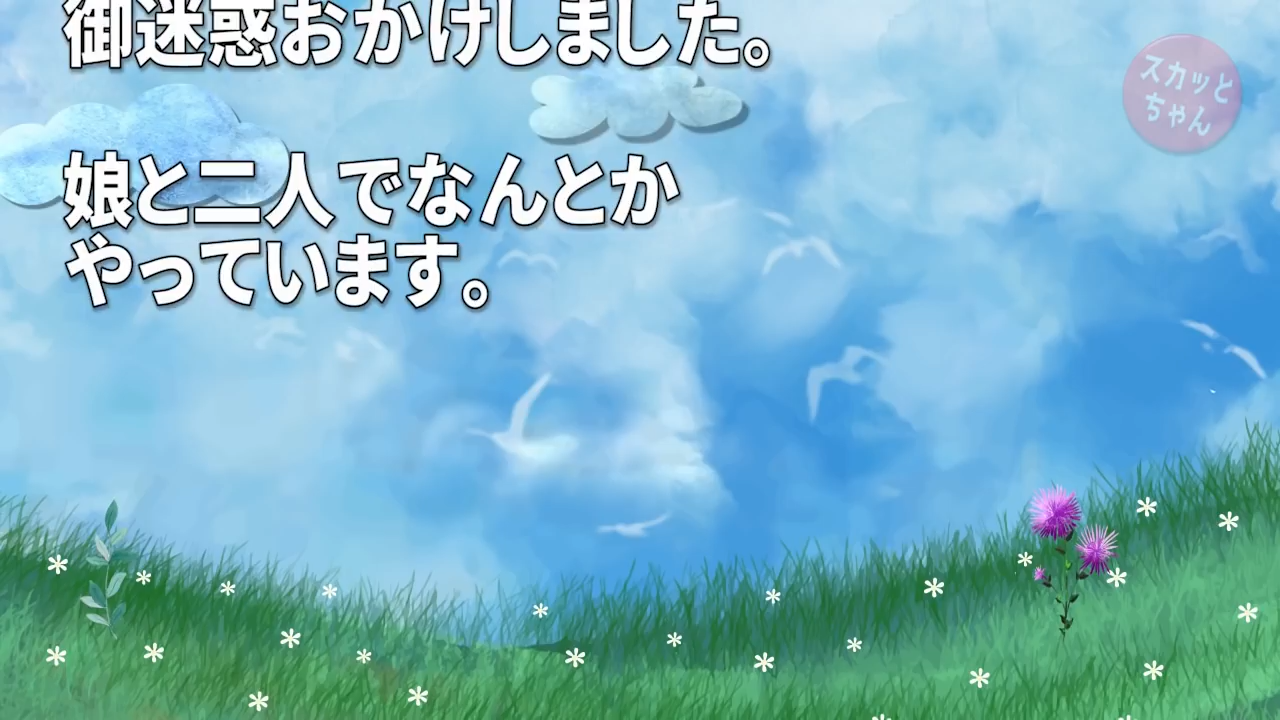 御迷惑おかけしました。
娘と二人でなんとか
やっています。
スカッと
ちゃん